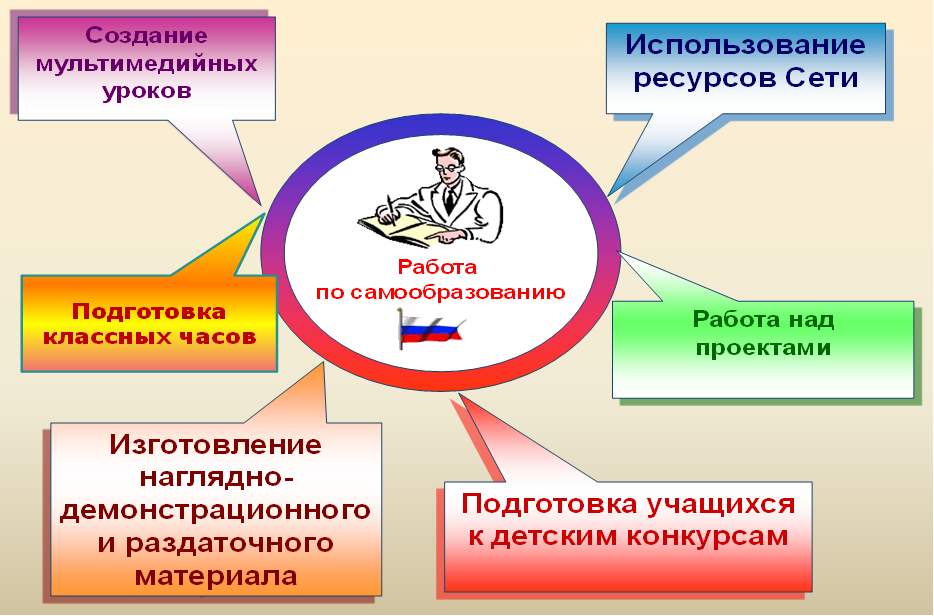 Создание
мультимедийных
уроков
Использование
ресурсов Сети
Работа
по самообразованию
Подготовка
классных часов
Работа над
проектами
Изготовление
наглядно-
демонстрационного
и раздаточного
материала
Подготовка учащихся
к детским конкурсам